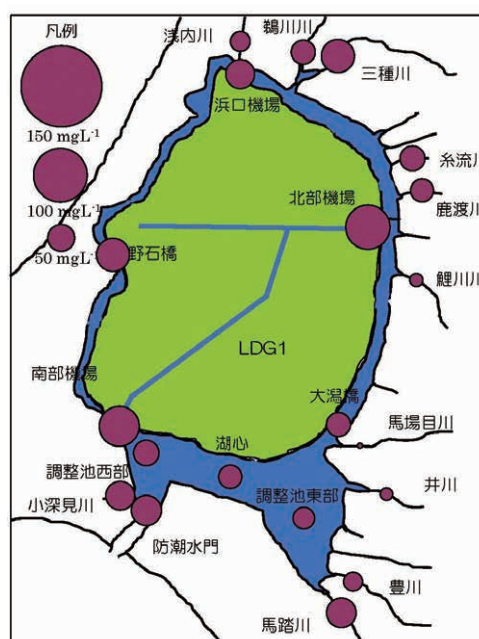 凡例
150 mgL⁻¹
100 mgL⁻¹
50 mgL⁻¹
浅内川
鵜川川
三種川
浜口機場
糸流川
北部機場
鹿渡川
野石橋
鯉川川
LDG1
南部機場
大潟橋
馬場目川
湖心
調整池西部
調整池東部
井川
小深見川
防潮水門
豊川
馬踏川